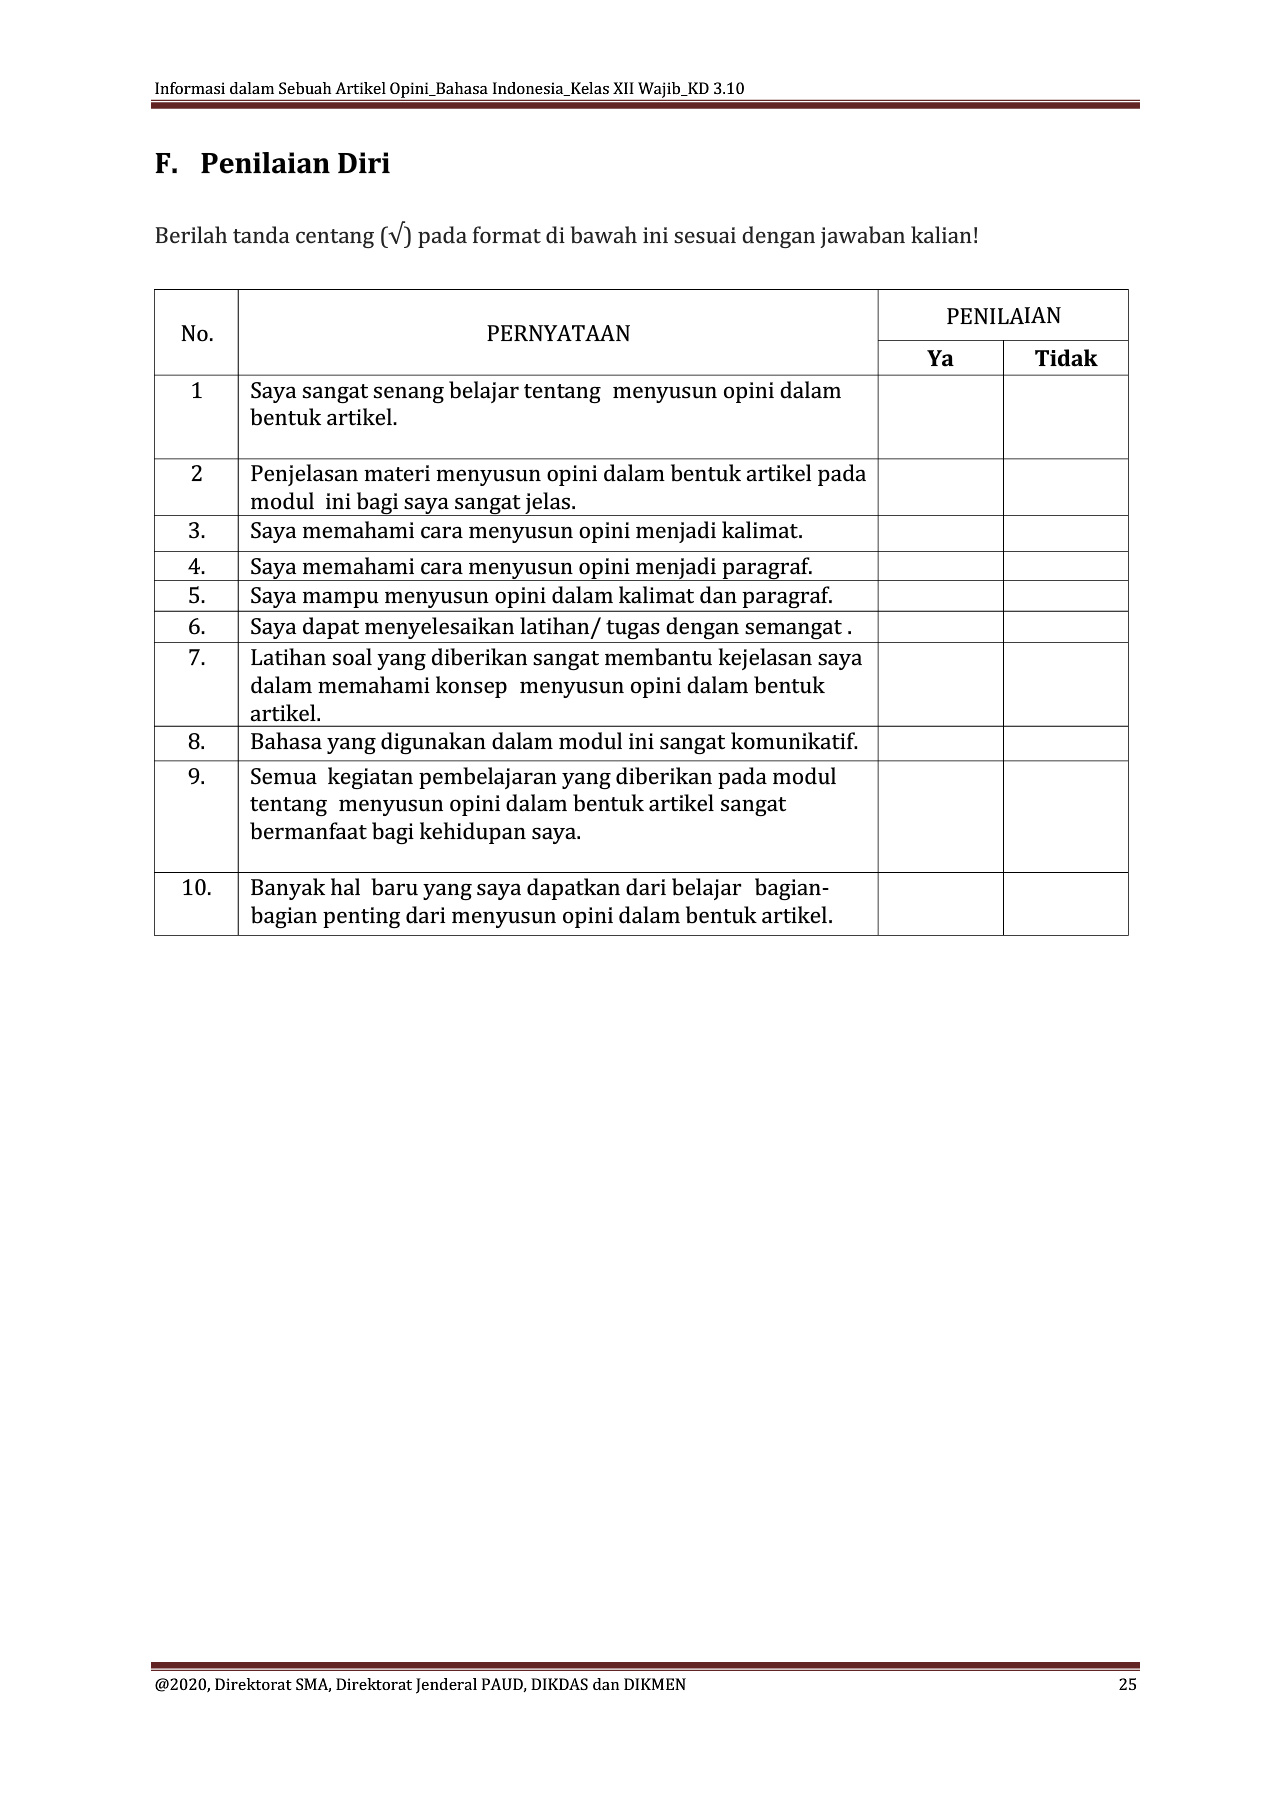 Informasi dalam Sebuah Artikel Opini_Bahasa Indonesia_Kelas XII Wajib_KD 3.10
F. Penilaian Diri
Berilah tanda centang (√) pada format di bawah ini sesuai dengan jawaban kalian!
No. PERNYATAAN PENILAIAN
Ya Tidak
1 Saya sangat senang belajar tentang menyusun opini dalam
bentuk artikel.
2 Penjelasan materi menyusun opini dalam bentuk artikel pada
modul ini bagi saya sangat jelas.
3. Saya memahami cara menyusun opini menjadi kalimat.
4. Saya memahami cara menyusun opini menjadi paragraf.
5. Saya mampu menyusun opini dalam kalimat dan paragraf.
6. Saya dapat menyelesaikan latihan/ tugas dengan semangat .
7. Latihan soal yang diberikan sangat membantu kejelasan saya
dalam memahami konsep menyusun opini dalam bentuk
artikel.
8. Bahasa yang digunakan dalam modul ini sangat komunikatif.
9. Semua kegiatan pembelajaran yang diberikan pada modul
tentang menyusun opini dalam bentuk artikel sangat
bermanfaat bagi kehidupan saya.
10. Banyak hal baru yang saya dapatkan dari belajar bagian-
bagian penting dari menyusun opini dalam bentuk artikel.
@2020, Direktorat SMA, Direktorat Jenderal PAUD, DIKDAS dan DIKMEN 25